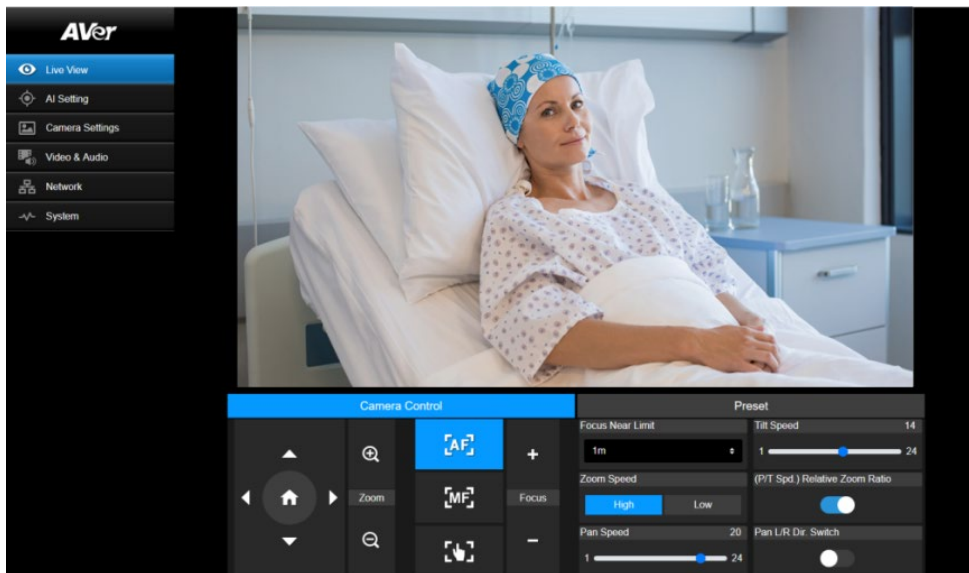 AVer
Live View
AI Setting
Camera Settings
Video & Audio
Network
System
Camera Control
Preset
Zoom
AF
MF
Focus
Focus Near Limit
1m
Zoom Speed
High Low
Pan Speed 20
1 24
Tilt Speed 14
1 24
(P/T Spd.) Relative Zoom Ratio
Pan L/R Dir. Switch